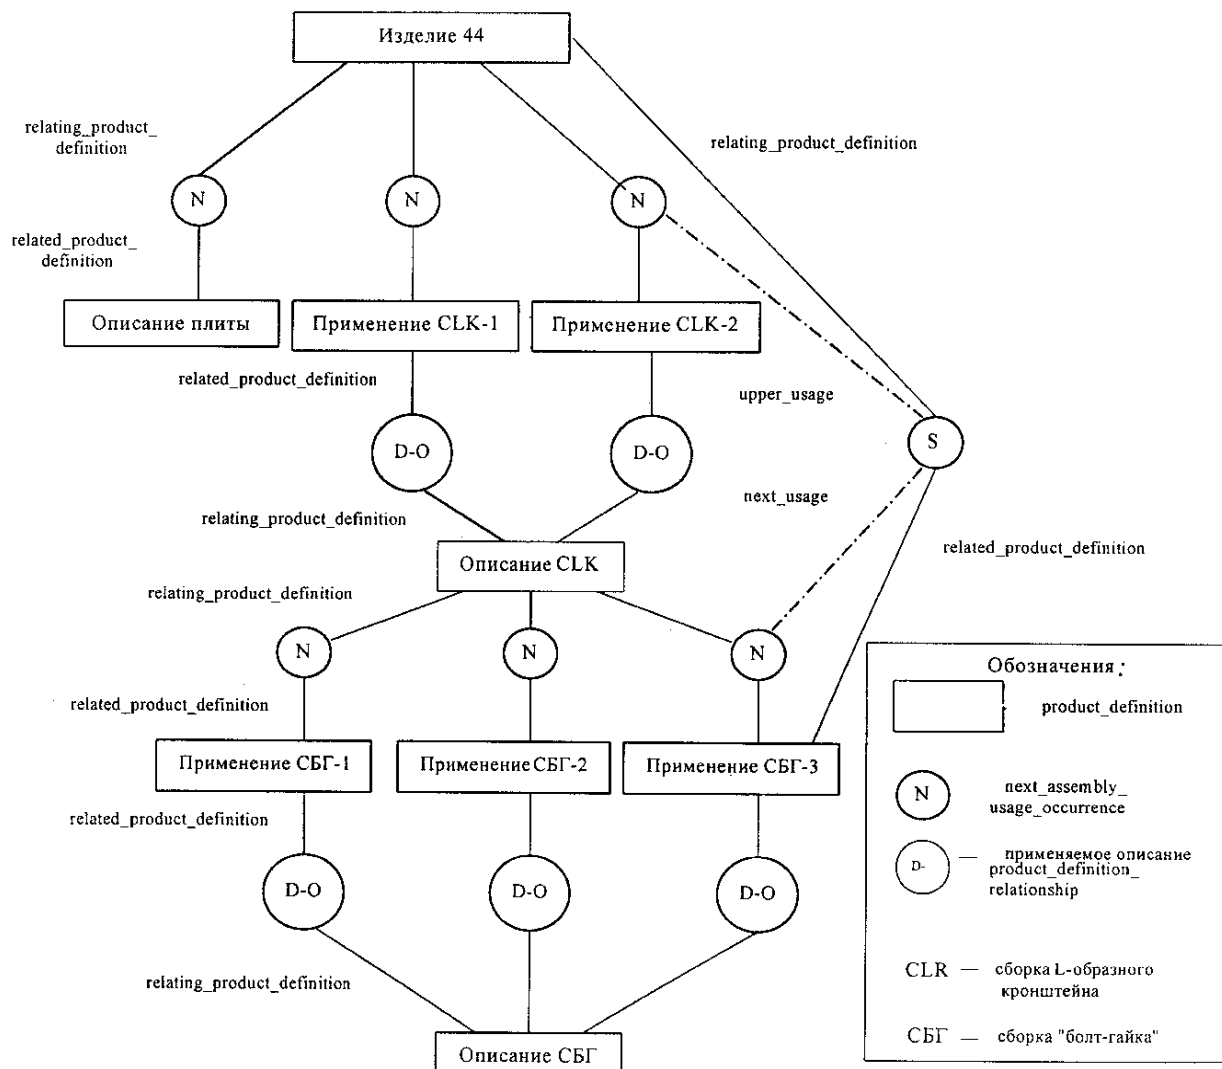 Изделие 44
relating_product_
definition
relating_product_definition
N
N
N
related_product_
definition
Описание плиты
Применение CLK-1
Применение CLK-2
related_product_definition
upper_usage
D-O
D-O
S
next_usage
relating_product_definition
related_product_definition
Описание CLK
relating_product_definition
N
N
N
related_product_definition
Применение СБГ-1
Применение СБГ-2
Применение СБГ-3
related_product_definition
D-O
D-O
D-O
relating_product_definition
Описание СБГ
Обозначения:
product_definition
N
next_assembly_
usage_occurrence
D-
— применяемое описание
product_definition_
relationship
CLR — сборка L-образного
кронштейна
СБГ — сборка "болт-гайка"